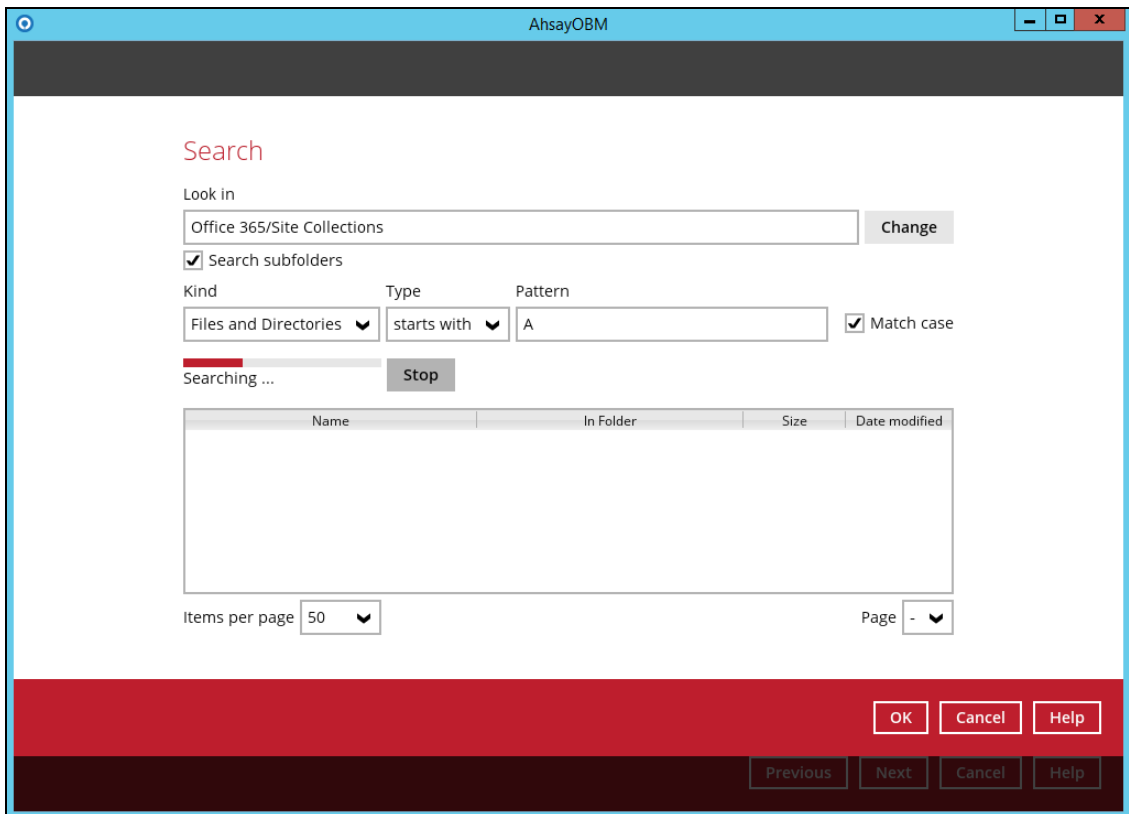 AhsayOBM
Search
Look in
Office 365/Site Collections Change
Search subfolders
Kind Type Pattern
Files and Directories starts with A Match case
Searching ... Stop
Name In Folder Size Date modified
Items per page 50 Page -
OK Cancel Help
Previous Next Cancel Help